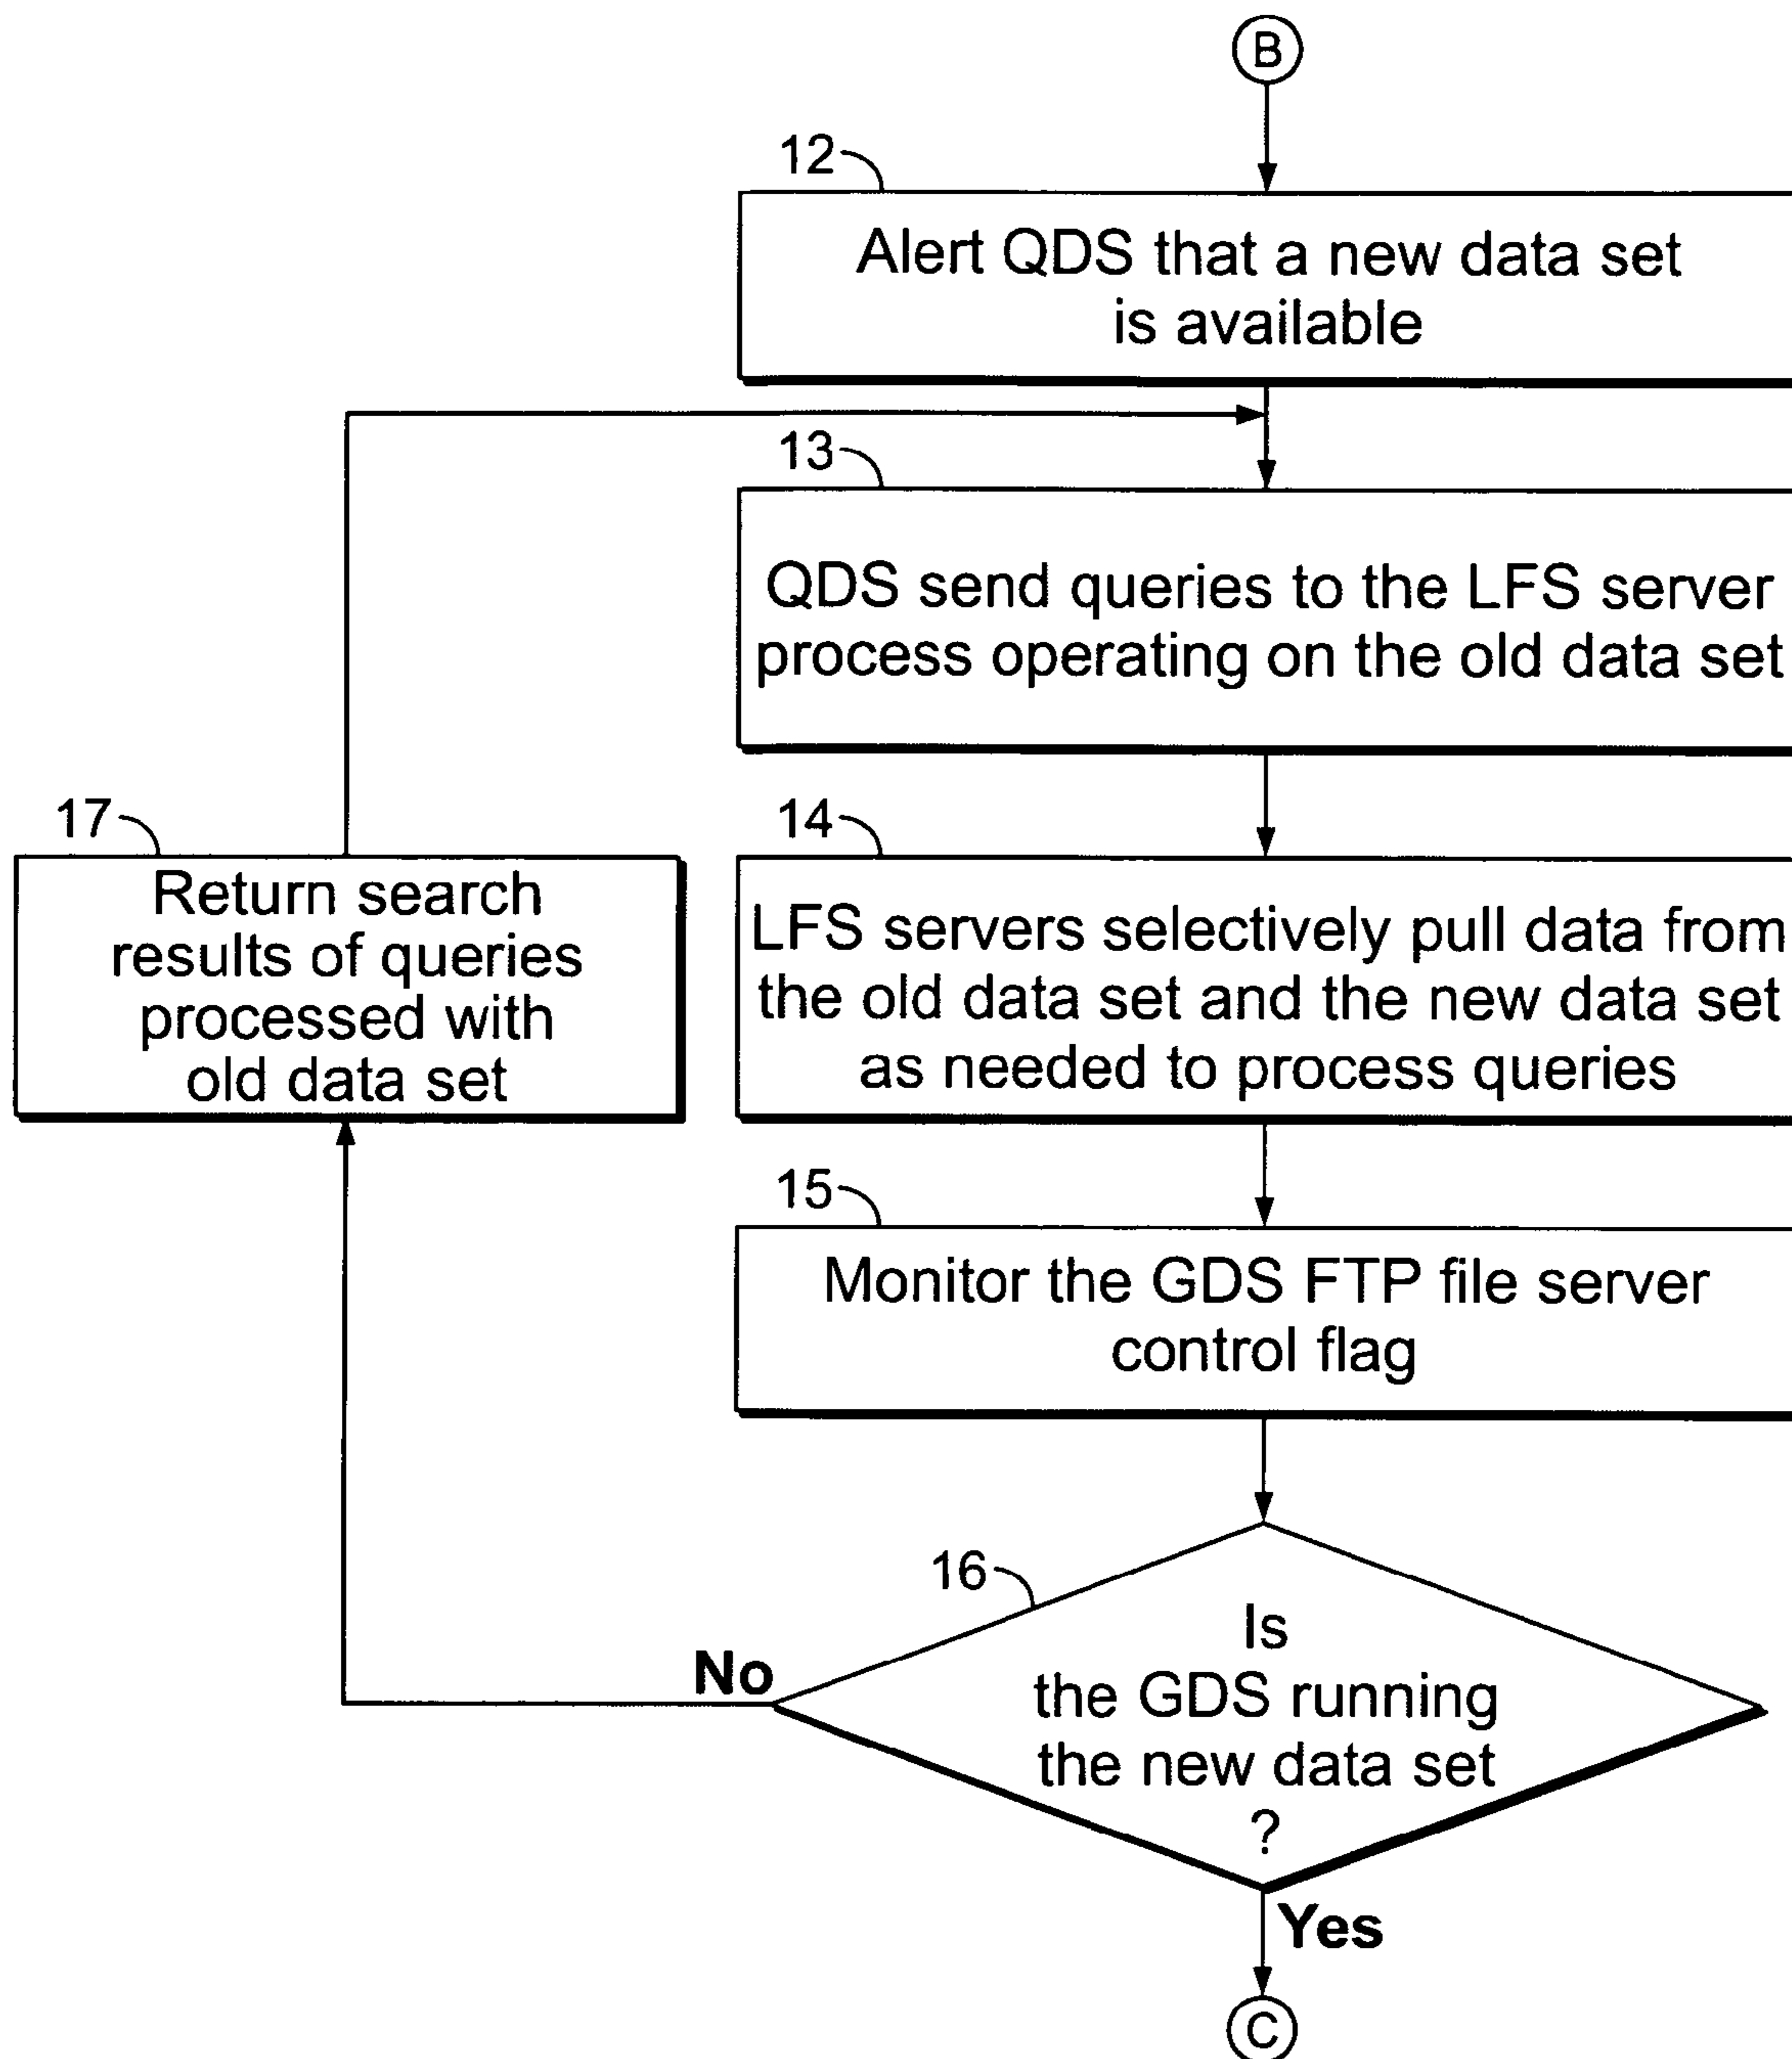 B
12
Alert QDS that a new data set
is available
13
QDS send queries to the LFS server
process operating on the old data set
17
Return search
results of queries
processed with
old data set
14
LFS servers selectively pull data from
the old data set and the new data set
as needed to process queries
15
Monitor the GDS FTP file server
control flag
16
Is
the GDS running
the new data set
?
No
Yes
C